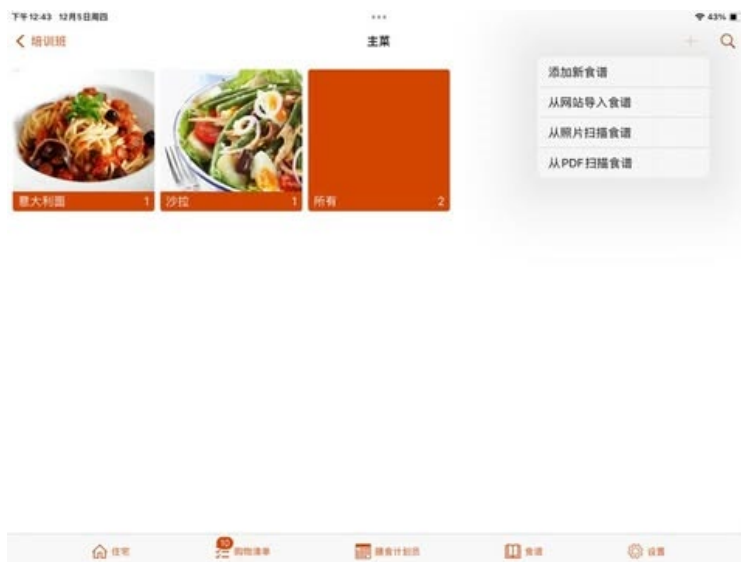 下午12:43 12月5日周四
43%
培训班
主菜
添加新食谱
从网站导入食谱
从照片扫描食谱
从PDF扫描食谱
意大利面 1
沙拉 1
所有 2
住宅
10
购物清单
膳食计划员
食谱
设置